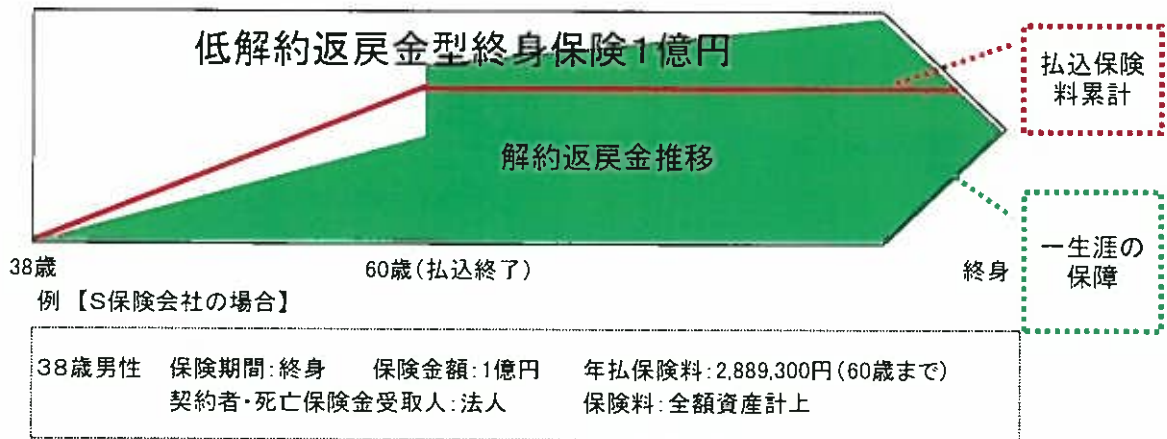 低解約返戻金型終身保険1億円
払込保険
料累計
解約返戻金推移
一生涯の
保障
38歳
60歳(払込終了)
終身
例 【S保険会社の場合】
38歳男性 保険期間:終身 保険金額:1億円 年払保険料:2,889,300円(60歳まで)
契約者・死亡保険金受取人:法人 保険料:全額資産計上